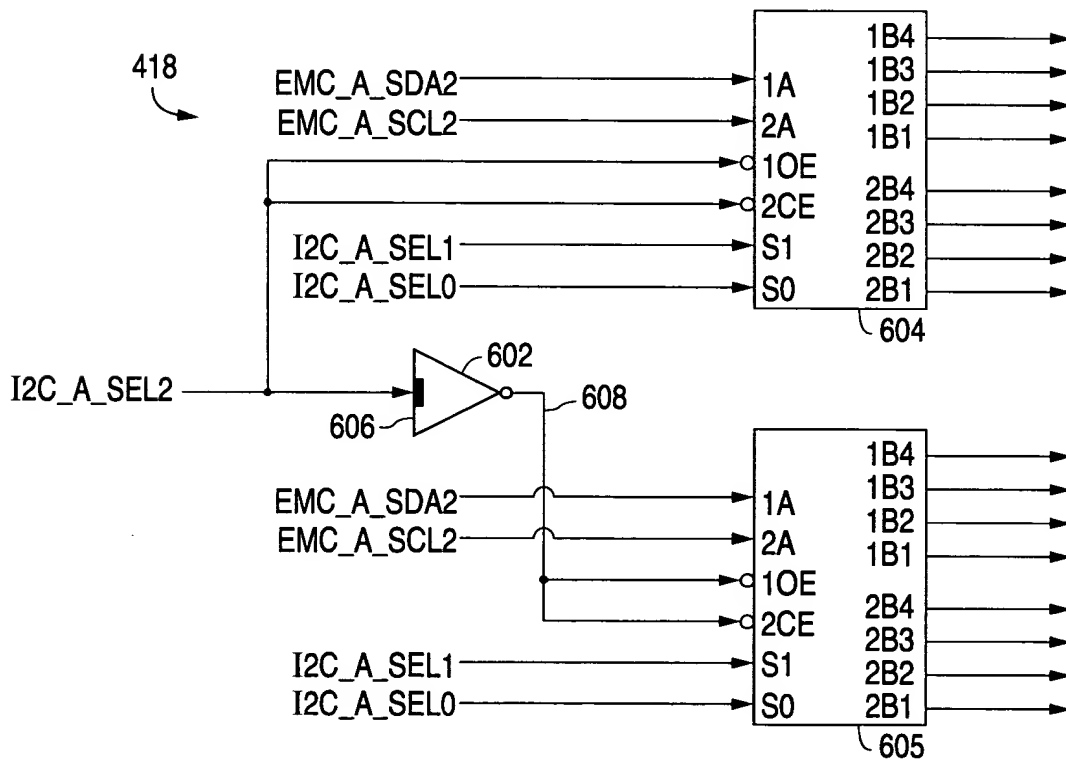 418
EMC_A_SDA2
EMC_A_SCL2
I2C_A_SEL1
I2C_A_SEL0
1A
2A
1OE
2CE
S1
S0
1B4
1B3
1B2
1B1
2B4
2B3
2B2
2B1
604
I2C_A_SEL2
602
606
608
EMC_A_SDA2
EMC_A_SCL2
I2C_A_SEL1
I2C_A_SEL0
1A
2A
1OE
2CE
S1
S0
1B4
1B3
1B2
1B1
2B4
2B3
2B2
2B1
605